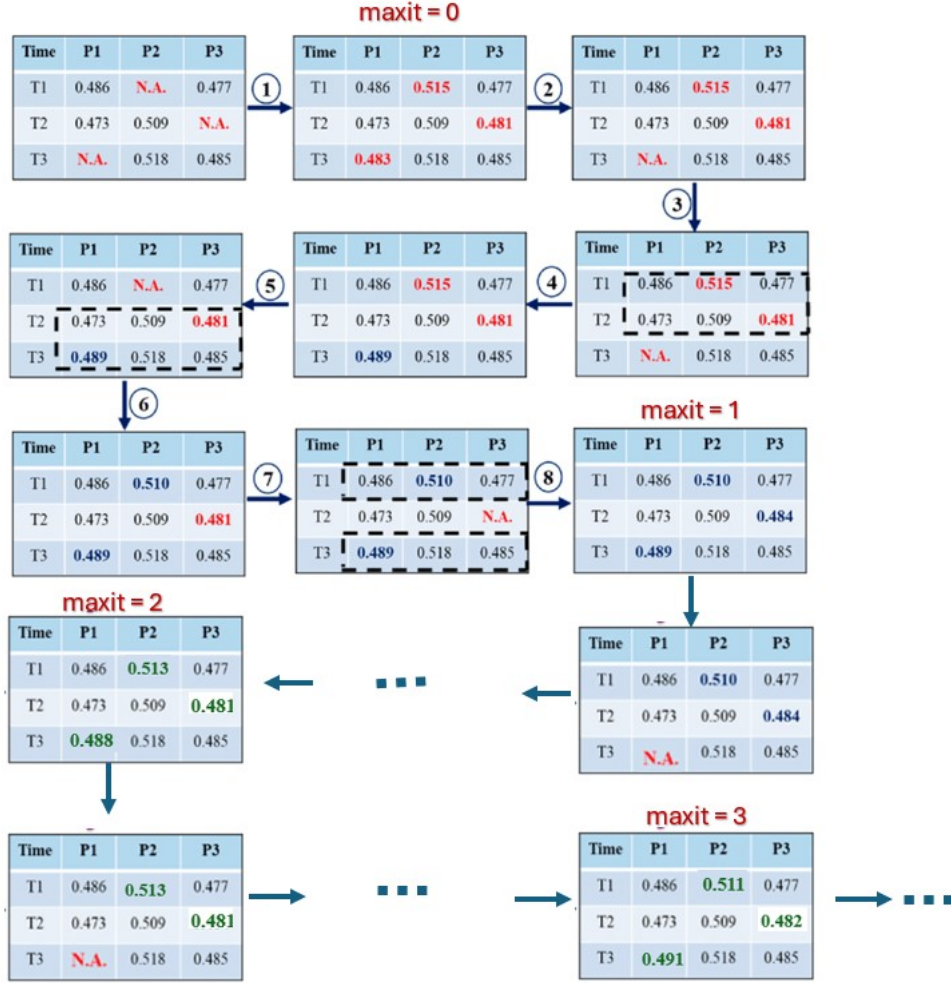 maxit = 0
Time P1 P2 P3
T1 0.486 N.A. 0.477
T2 0.473 0.509 N.A.
T3 N.A. 0.518 0.485
1
Time P1 P2 P3
T1 0.486 0.515 0.477
T2 0.473 0.509 0.481
T3 0.483 0.518 0.485
2
Time P1 P2 P3
T1 0.486 0.515 0.477
T2 0.473 0.509 0.481
T3 N.A. 0.518 0.485
3
Time P1 P2 P3
T1 0.486 0.515 0.477
T2 0.473 0.509 0.481
T3 N.A. 0.518 0.485
4
Time P1 P2 P3
T1 0.486 0.515 0.477
T2 0.473 0.509 0.481
T3 0.489 0.518 0.485
5
Time P1 P2 P3
T1 0.486 N.A. 0.477
T2 0.473 0.509 0.481
T3 0.489 0.518 0.485
6
Time P1 P2 P3
T1 0.486 0.510 0.477
T2 0.473 0.509 0.481
T3 0.489 0.518 0.485
7
Time P1 P2 P3
T1 0.486 0.510 0.477
T2 0.473 0.509 N.A.
T3 0.489 0.518 0.485
8
maxit = 1
Time P1 P2 P3
T1 0.486 0.510 0.477
T2 0.473 0.509 0.484
T3 0.489 0.518 0.485
Time P1 P2 P3
T1 0.486 0.510 0.477
T2 0.473 0.509 0.484
T3 N.A. 0.518 0.485
...
maxit = 2
Time P1 P2 P3
T1 0.486 0.513 0.477
T2 0.473 0.509 0.481
T3 0.488 0.518 0.485
Time P1 P2 P3
T1 0.486 0.513 0.477
T2 0.473 0.509 0.481
T3 N.A. 0.518 0.485
...
maxit = 3
Time P1 P2 P3
T1 0.486 0.511 0.477
T2 0.473 0.509 0.482
T3 0.491 0.518 0.485
...